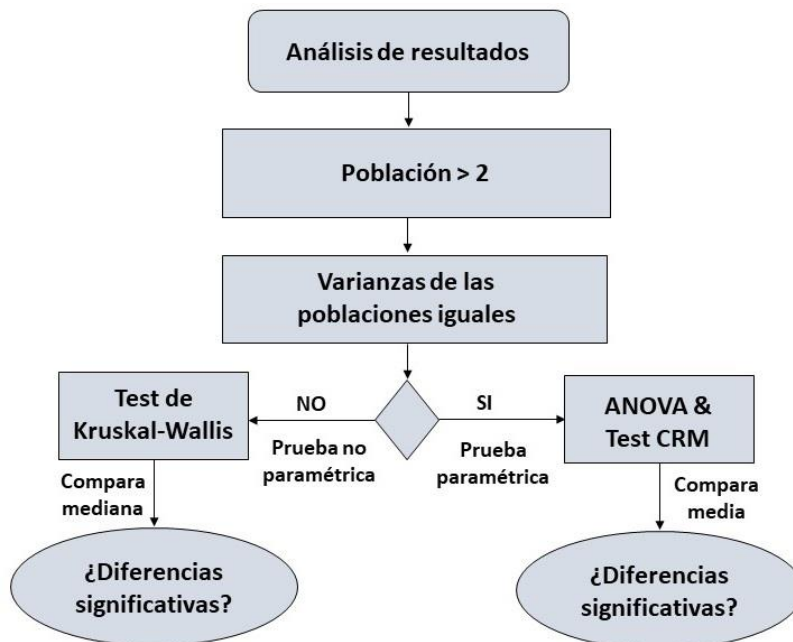 Análisis de resultados
Población > 2
Varianzas de las
poblaciones iguales
Test de
Kruskal-Wallis
NO
Prueba no
paramétrica
SI
Prueba
paramétrica
ANOVA &
Test CRM
Compara
mediana
Compara
media
¿Diferencias
significativas?
¿Diferencias
significativas?